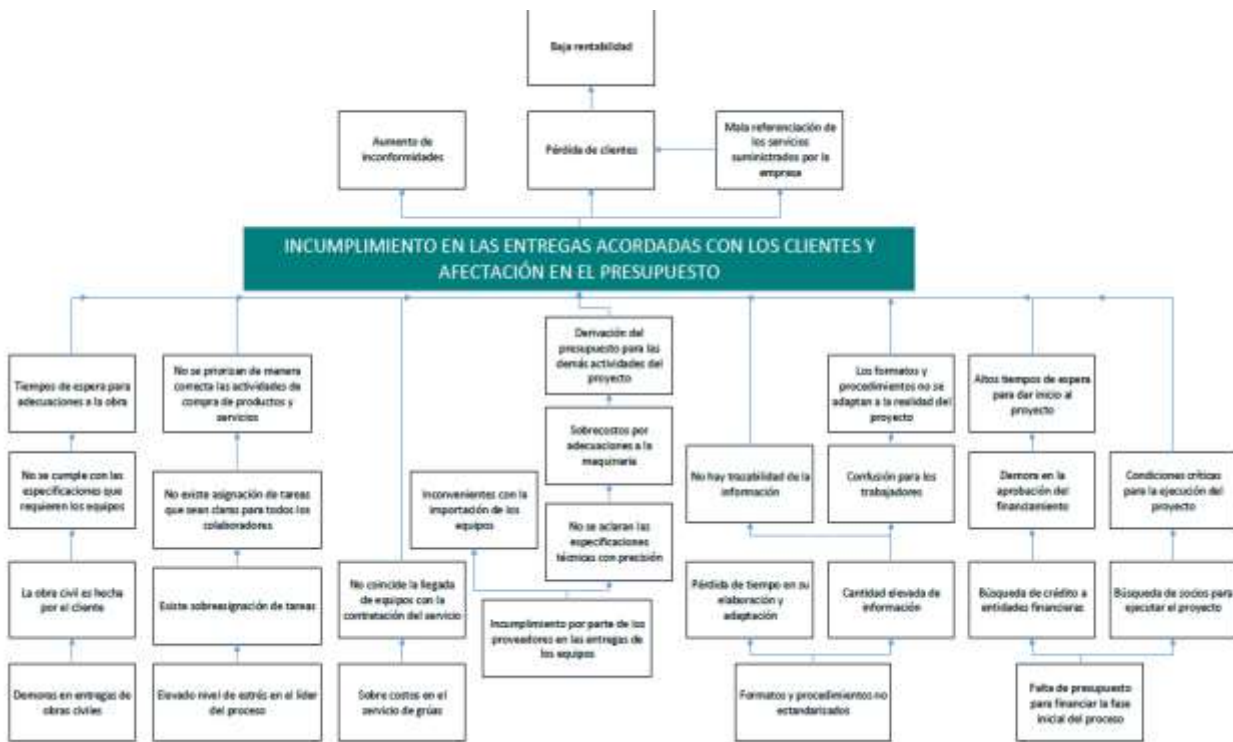 Baja rentabilidad
Aumento de
inconformidades
Pérdida de clientes
Mala referenciación de
los servicios
suministrados por la
empresa
INCUMPLIMIENTO EN LAS ENTREGAS ACORDADAS CON LOS CLIENTES Y
AFECTACIÓN EN EL PRESUPUESTO
Tiempos de espera para
adecuaciones a la obra
No se priorizan de manera
correcta las actividades de
compra de productos y
servicios
Derivación del
presupuesto para las
demás actividades del
proyecto
Los formatos y
procedimientos no se
adaptan a la realidad del
proyecto
Altos tiempos de espera
para dar inicio al
proyecto
No se cumple con las
especificaciones que
requieren los equipos
No existe asignación de tareas
que sean claras para todos los
colaboradores
Inconvenientes con la
importación de los
equipos
Sobrecostos por
adecuaciones a la
maquinaria
No se aclaran las
especificaciones
técnicas con precisión
No hay trazabilidad de la
información
Confusión para los
trabajadores
Demora en la
aprobación del
financiamiento
Condiciones críticas
para la ejecución del
proyecto
La obra civil es hecha
por el cliente
Existe sobreasignación de tareas
No coincide la llegada
de equipos con la
contratación del servicio
Incumplimiento por parte de los
proveedores en las entregas de
los equipos
Pérdida de tiempo en su
elaboración y
adaptación
Cantidad elevada de
información
Búsqueda de crédito a
entidades financieras
Búsqueda de socios para
ejecutar el proyecto
Demoras en entregas de
obras civiles
Elevado nivel de estrés en el líder
del proceso
Sobre costos en el
servicio de grúas
Formatos y procedimientos no
estandarizados
Falta de presupuesto
para financiar la fase
inicial del proceso